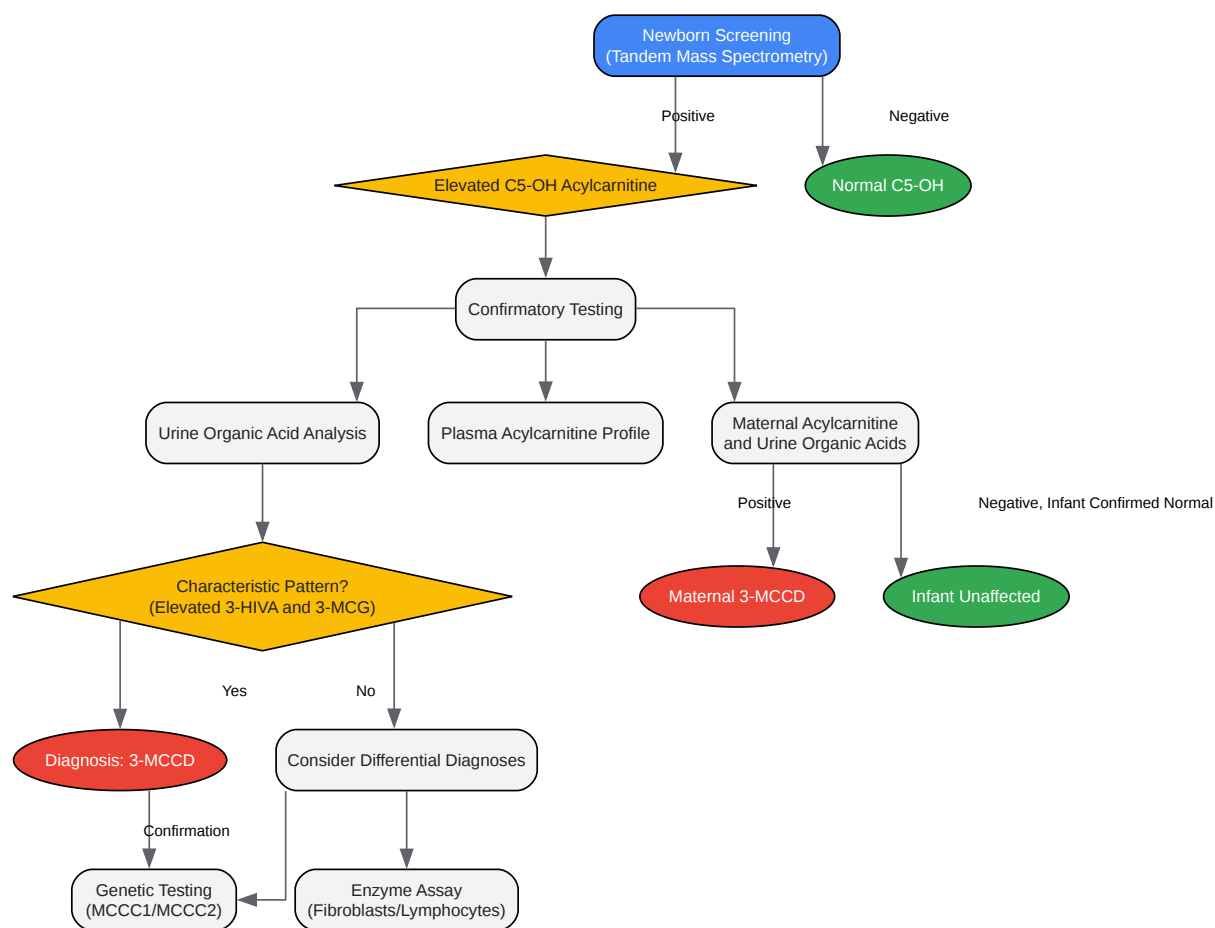 Newborn Screening
(Tandem Mass Spectrometry)
Positive
Negative
Elevated C5-OH Acylcarnitine
Normal C5-OH
Confirmatory Testing
Urine Organic Acid Analysis
Plasma Acylcarnitine Profile
Maternal Acylcarnitine
and Urine Organic Acids
Positive
Negative, Infant Confirmed Normal
Characteristic Pattern?
(Elevated 3-HIVA and 3-MCG)
Maternal 3-MCCD
Infant Unaffected
Yes
No
Diagnosis: 3-MCCD
Consider Differential Diagnoses
Confirmation
Genetic Testing
(MCCC1/MCCC2)
Enzyme Assay
(Fibroblasts/Lymphocytes)